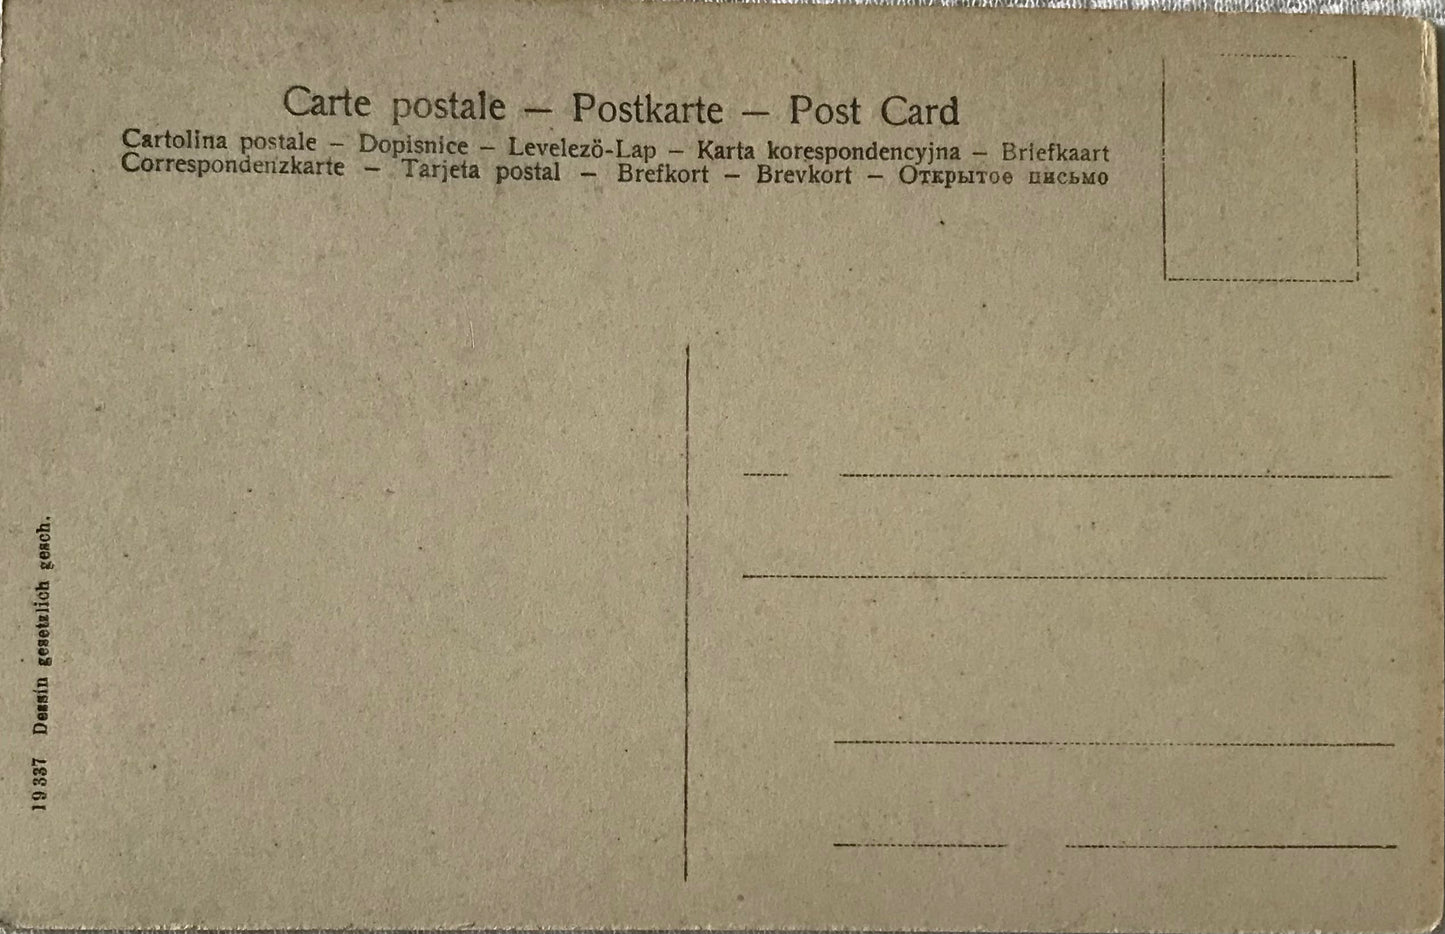 Carte postale — Postkarte — Post Card
Cartolina postale – Dopisnice – Levelezö-Lap – Karta korespondencyjna – Briefkaart
Correspondenzkarte – Tarjeta postal – Brefkort – Brevkort – Открытое письмо
19337 Dessin gesetzlich gesch.